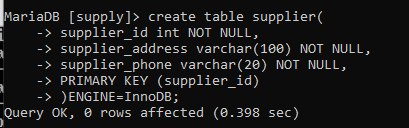 MariaDB [supply]> create table supplier(
    -> supplier_id int NOT NULL,
    -> supplier_address varchar(100) NOT NULL,
    -> supplier_phone varchar(20) NOT NULL,
    -> PRIMARY KEY (supplier_id)
    -> )ENGINE=InnoDB;
Query OK, 0 rows affected (0.398 sec)